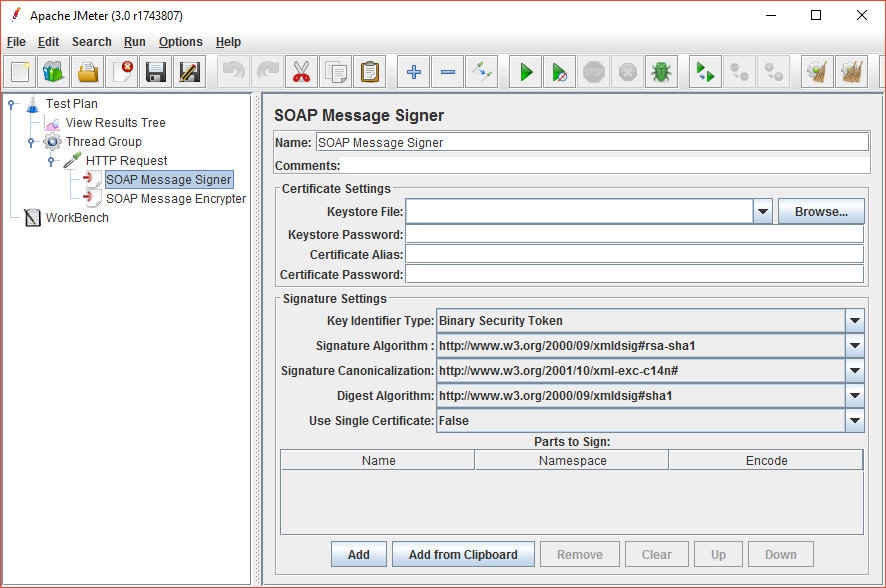 Apache JMeter (3.0 r1743807)
File Edit Search Run Options Help
STOP
Test Plan
View Results Tree
Thread Group
HTTP Request
SOAP Message Signer
SOAP Message Encrypter
WorkBench
SOAP Message Signer
Name: SOAP Message Signer
Comments:
Certificate Settings
Keystore File: Browse...
Keystore Password:
Certificate Alias:
Certificate Password:
Signature Settings
Key Identifier Type: Binary Security Token
Signature Algorithm : http://www.w3.org/2000/09/xmldsig#rsa-sha1
Signature Canonicalization: http://www.w3.org/2001/10/xml-exc-c14n#
Digest Algorithm: http://www.w3.org/2000/09/xmldsig#sha1
Use Single Certificate: False
Parts to Sign:
Name Namespace Encode
Add Add from Clipboard Remove Clear Up Down